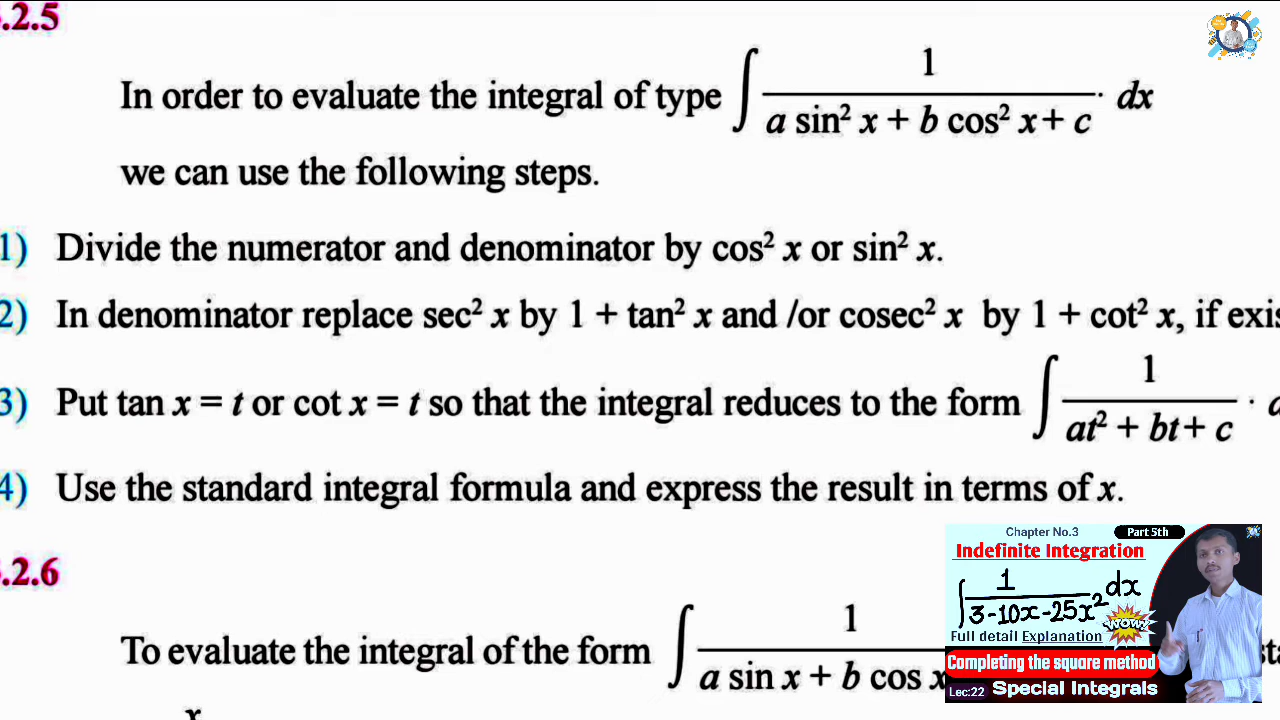 .2.5
In order to evaluate the integral of type ∫ 1 / (a sin² x + b cos² x + c) · dx
we can use the following steps.
1) Divide the numerator and denominator by cos² x or sin² x.
2) In denominator replace sec² x by 1 + tan² x and /or cosec² x by 1 + cot² x, if exis
3) Put tan x = t or cot x = t so that the integral reduces to the form ∫ 1 / (at² + bt + c) · d
4) Use the standard integral formula and express the result in terms of x.
.2.6
To evaluate the integral of the form ∫ 1 / (a sin x + b cos x
x
Chapter No.3 Part 5th
Indefinite Integration
∫ 1 / (3-10x-25x²) dx
WOW!
Full detail Explanation
Completing the square method
Lec:22 Special Integrals